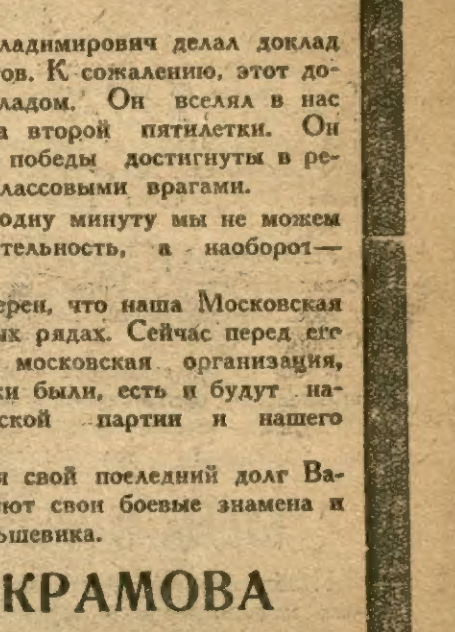 ладимирович делал доклад
ов. К сожалению, этот до-
ладом. Он вселял в нас
а второй пятилетки. Он
победы достигнуты в ре-
лассовыми врагами.
одну минуту мы не можем
тельность, а наоборот—
ерен, что наша Московская
ых рядах. Сейчас перед его
московская организация,
ки были, есть и будут на-
ской партии и нашего
я свой последний долг Ва-
ют свои боевые знамена и
ьшевика.
КРАМОВА